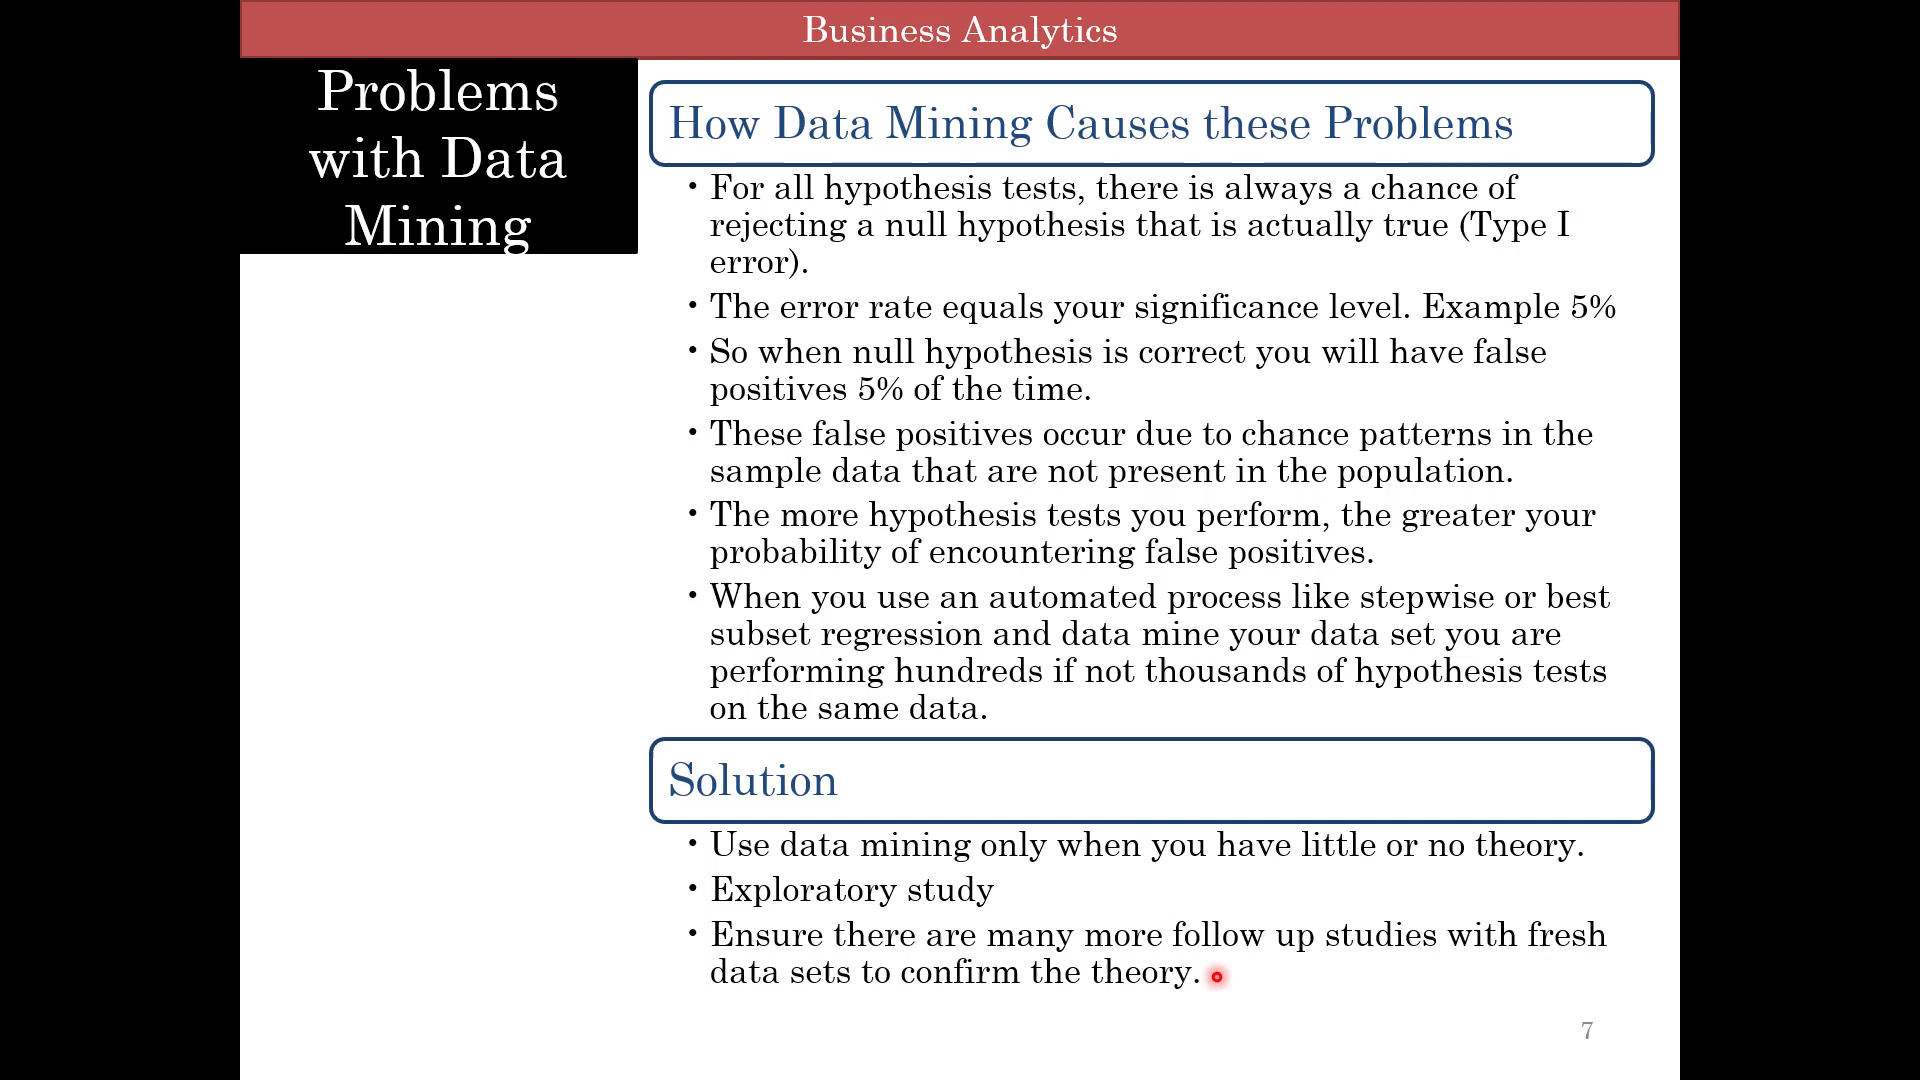 Business Analytics
Problems
with Data
Mining
How Data Mining Causes these Problems
• For all hypothesis tests, there is always a chance of
rejecting a null hypothesis that is actually true (Type I
error).
• The error rate equals your significance level. Example 5%
• So when null hypothesis is correct you will have false
positives 5% of the time.
• These false positives occur due to chance patterns in the
sample data that are not present in the population.
• The more hypothesis tests you perform, the greater your
probability of encountering false positives.
• When you use an automated process like stepwise or best
subset regression and data mine your data set you are
performing hundreds if not thousands of hypothesis tests
on the same data.
Solution
• Use data mining only when you have little or no theory.
• Exploratory study
• Ensure there are many more follow up studies with fresh
data sets to confirm the theory.
7